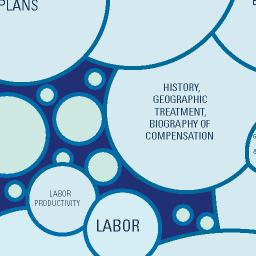 PLANS
HISTORY,
GEOGRAPHIC
TREATMENT,
BIOGRAPHY OF
COMPENSATION
LABOR
PRODUCTIVITY
LABOR